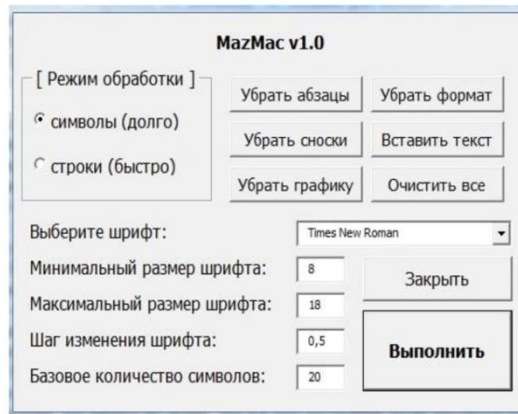 MazMac v1.0
[ Режим обработки ]
символы (долго)
строки (быстро)
Убрать абзацы
Убрать формат
Убрать сноски
Вставить текст
Убрать графику
Очистить все
Выберите шрифт:
Times New Roman
Минимальный размер шрифта:
8
Закрыть
Максимальный размер шрифта:
18
Шаг изменения шрифта:
0,5
Выполнить
Базовое количество символов:
20